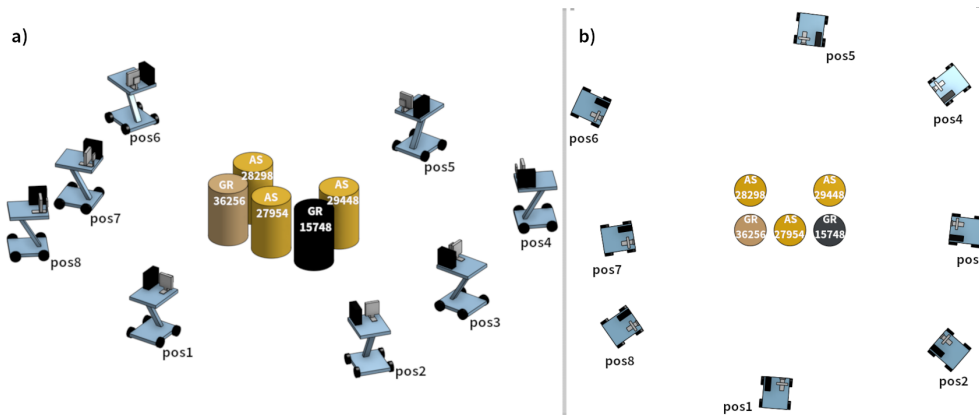 a)
pos6
pos5
AS
28298
GR
36256
AS
27954
AS
29448
GR
15748
pos7
pos8
pos4
pos3
pos1
pos2
b)
pos5
pos4
pos6
AS
28298
AS
29448
GR
36256
AS
27954
GR
15748
pos7
pos
pos8
pos2
pos1